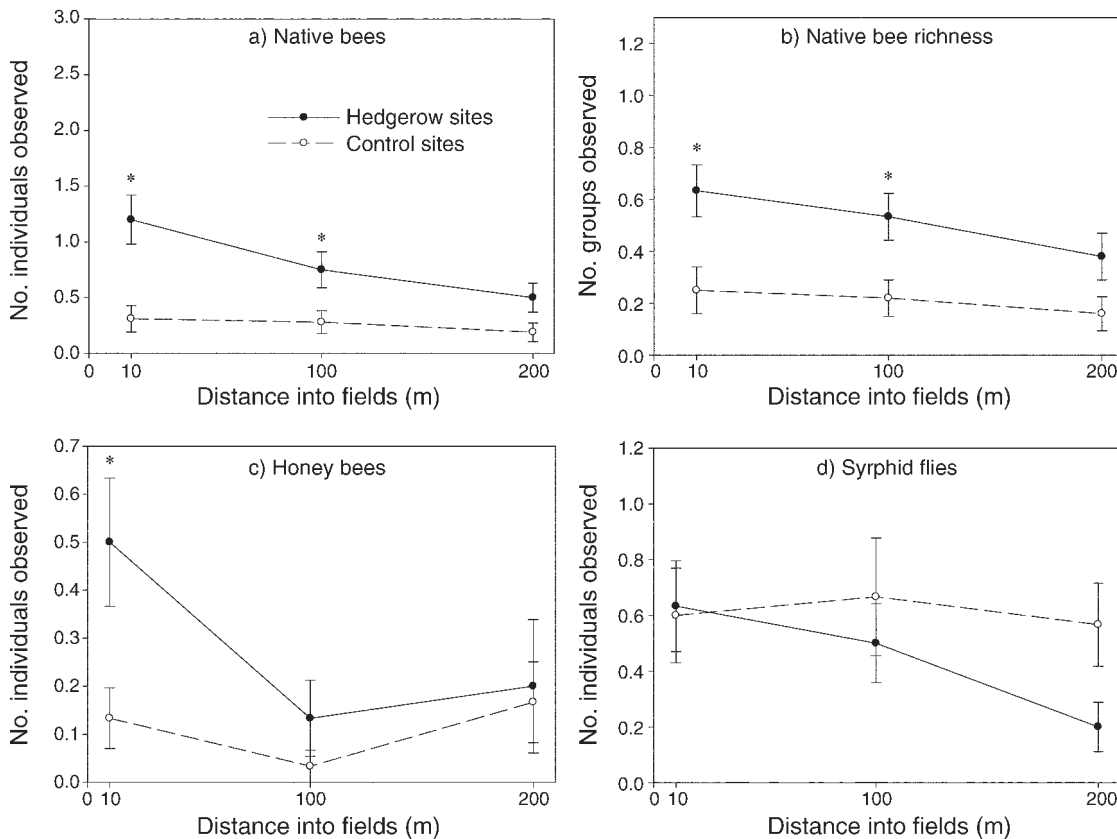 a) Native bees
No. individuals observed
3.0
2.5
2.0
1.5
1.0
0.5
0.0
Hedgerow sites
Control sites
*
*
0 10 100 200
Distance into fields (m)
b) Native bee richness
No. groups observed
1.2
1.0
0.8
0.6
0.4
0.2
0.0
*
*
0 10 100 200
Distance into fields (m)
c) Honey bees
No. individuals observed
0.7
0.6
0.5
0.4
0.3
0.2
0.1
0.0
*
0 10 100 200
Distance into fields (m)
d) Syrphid flies
No. individuals observed
1.2
1.0
0.8
0.6
0.4
0.2
0.0
0 10 100 200
Distance into fields (m)